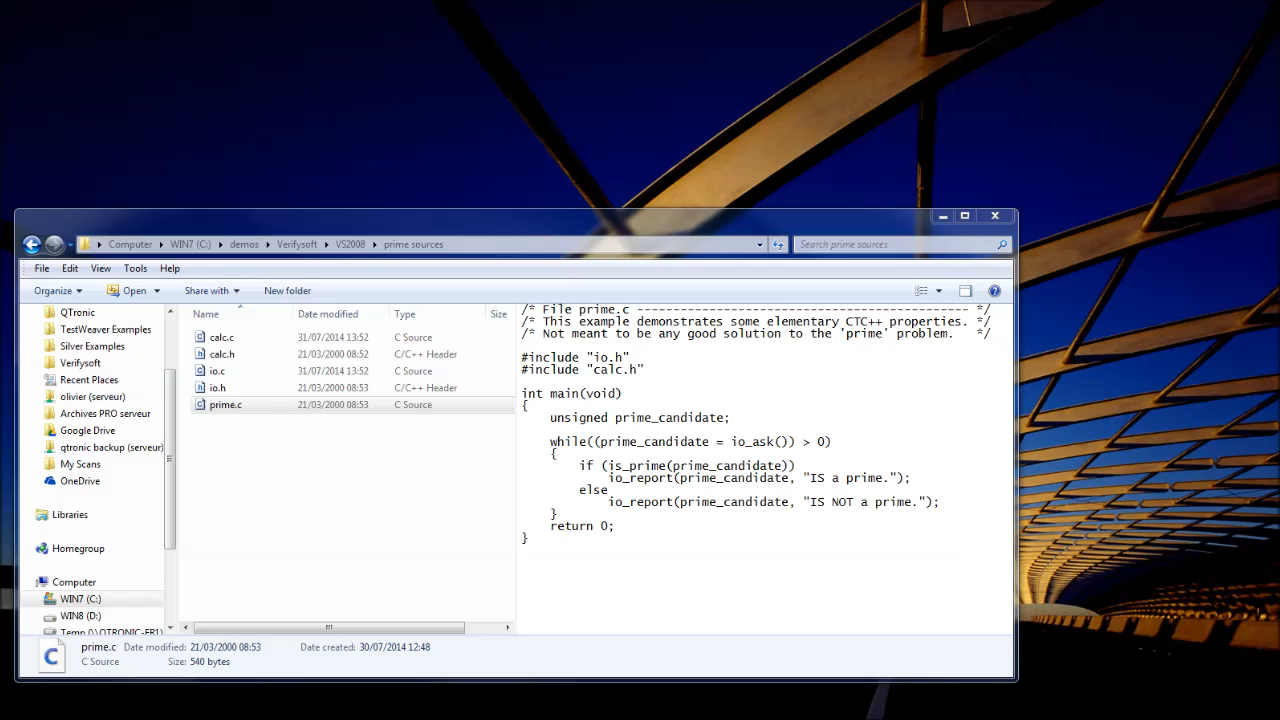 Computer WIN7 (C:) demos Verifysoft VS2008 prime sources
Search prime sources
File Edit View Tools Help
Organize Open Share with New folder
QTronic
TestWeaver Examples
Silver Examples
Verifysoft
Recent Places
olivier (serveur)
Archives PRO serveur
Google Drive
qtronic backup (serveur)
My Scans
OneDrive
Libraries
Homegroup
Computer
WIN7 (C:)
WIN8 (D:)
Temp (\\QTRONIC-FR1)
Name Date modified Type Size
calc.c 31/07/2014 13:52 C Source
calc.h 21/03/2000 08:52 C/C++ Header
io.c 31/07/2014 13:52 C Source
io.h 21/03/2000 08:53 C/C++ Header
prime.c 21/03/2000 08:53 C Source
/* File prime.c ----------------------------------------- */
/* This example demonstrates some elementary CTC++ properties. */
/* Not meant to be any good solution to the 'prime' problem. */
#include "io.h"
#include "calc.h"
int main(void)
{
unsigned prime_candidate;
while((prime_candidate = io_ask()) > 0)
{
if (is_prime(prime_candidate))
io_report(prime_candidate, "IS a prime.");
else
io_report(prime_candidate, "IS NOT a prime.");
}
return 0;
}
prime.c Date modified: 21/03/2000 08:53 Date created: 30/07/2014 12:48
C Source Size: 540 bytes